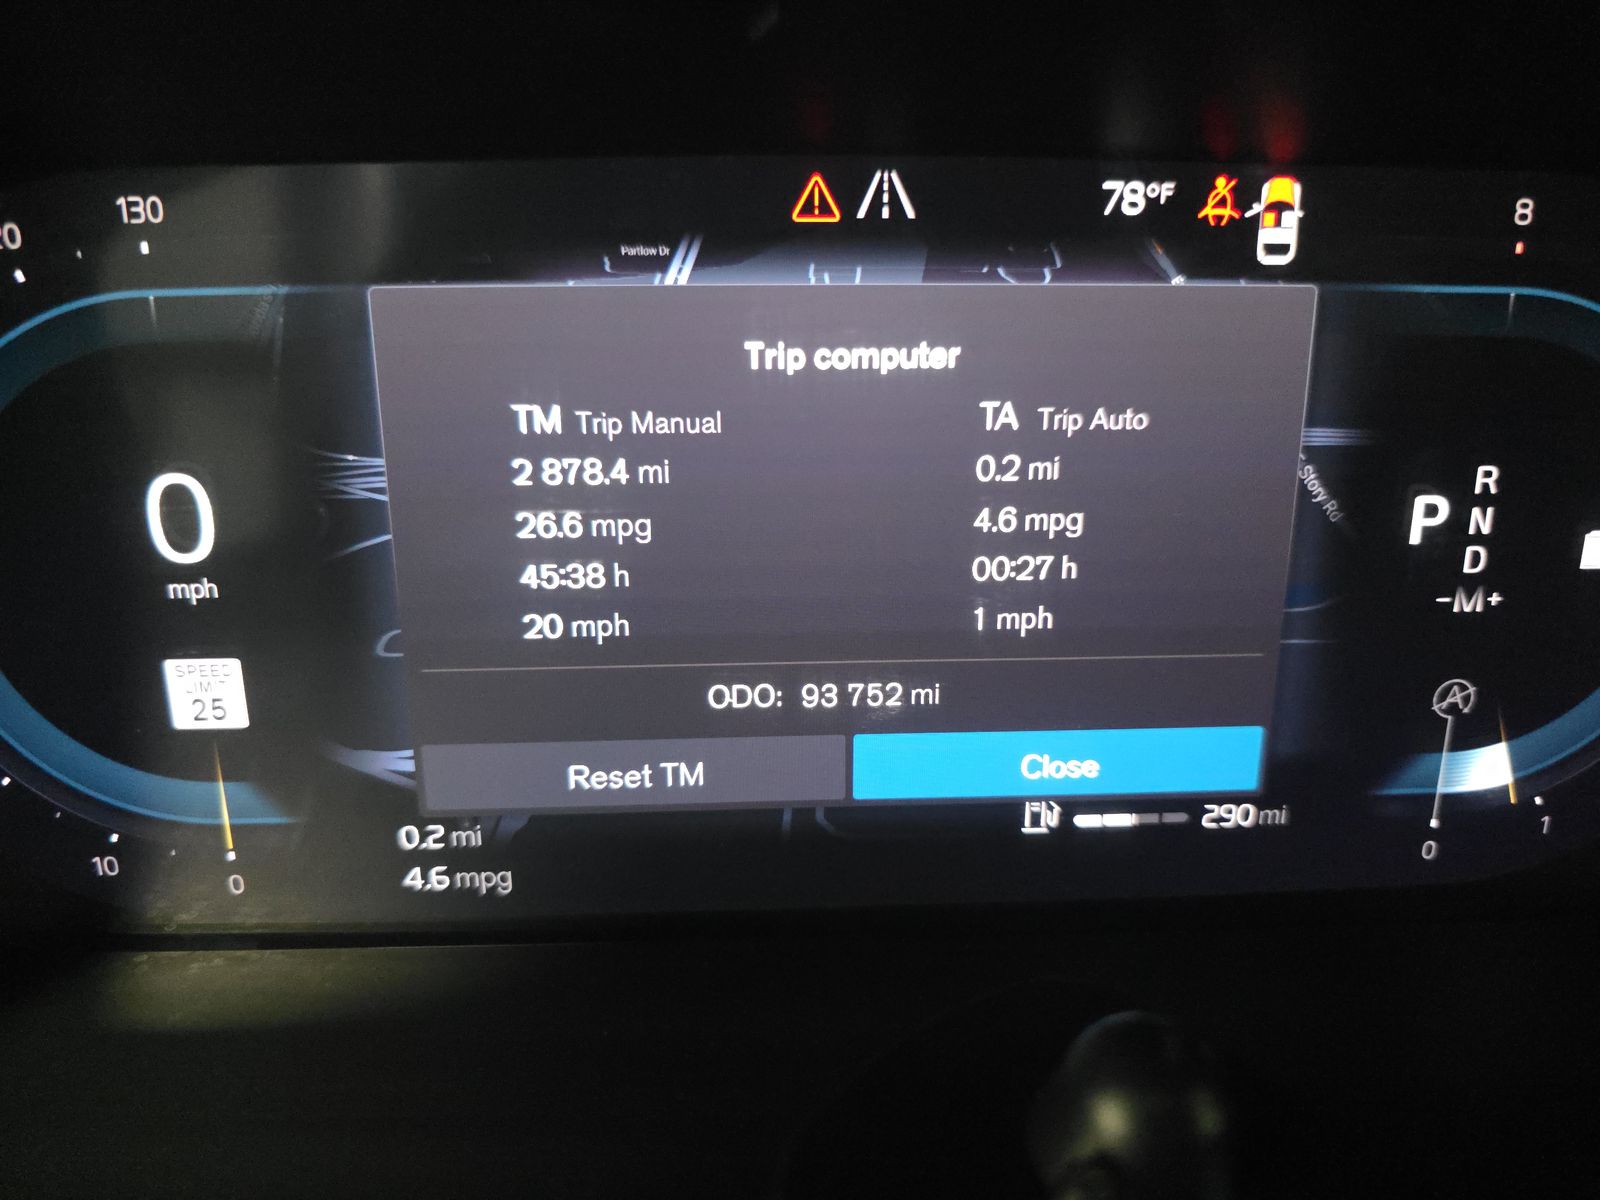 130
78°F
8
Partlow Dr
Trip computer
TM Trip Manual
2 878.4 mi
26.6 mpg
45:38 h
20 mph
TA Trip Auto
0.2 mi
4.6 mpg
00:27 h
1 mph
Story Rd
0
mph
P
R
N
D
-M+
SPEED
LIMIT
25
ODO: 93 752 mi
Reset TM
Close
A
0.2 mi
4.6 mpg
290 mi
10
0
0
1